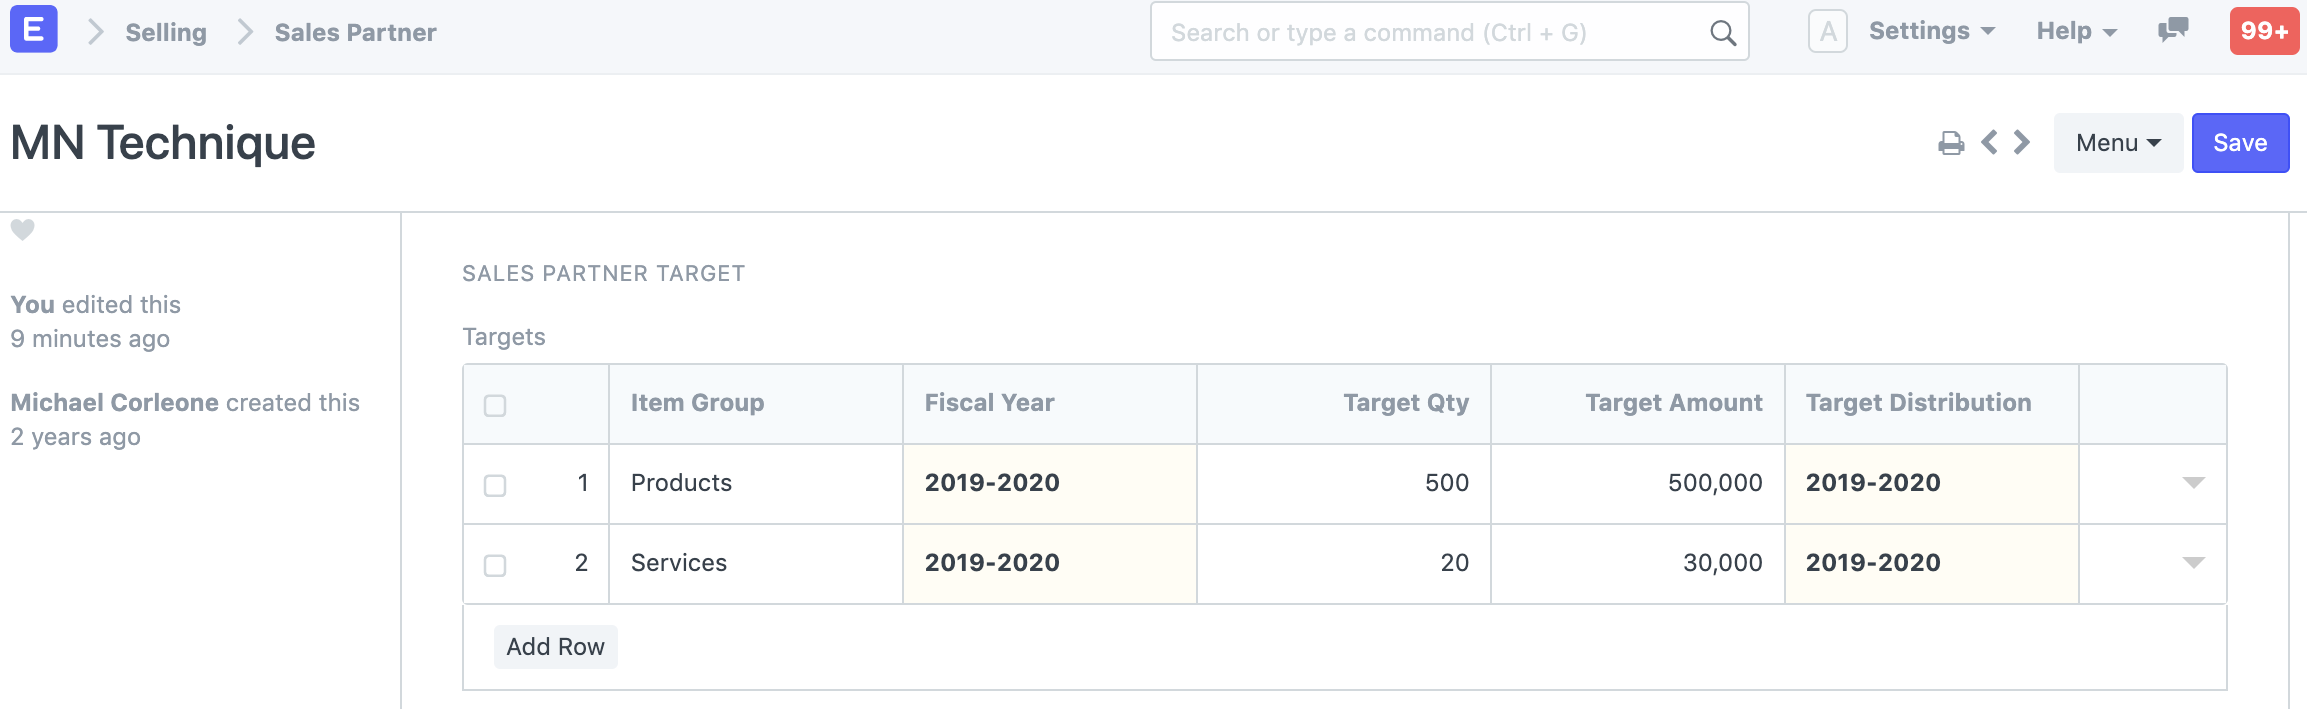 E Selling Sales Partner Search or type a command (Ctrl + G) A Settings Help 99+
MN Technique Menu Save
You edited this
9 minutes ago
Michael Corleone created this
2 years ago
SALES PARTNER TARGET
Targets
Item Group Fiscal Year Target Qty Target Amount Target Distribution
1 Products 2019-2020 500 500,000 2019-2020
2 Services 2019-2020 20 30,000 2019-2020
Add Row